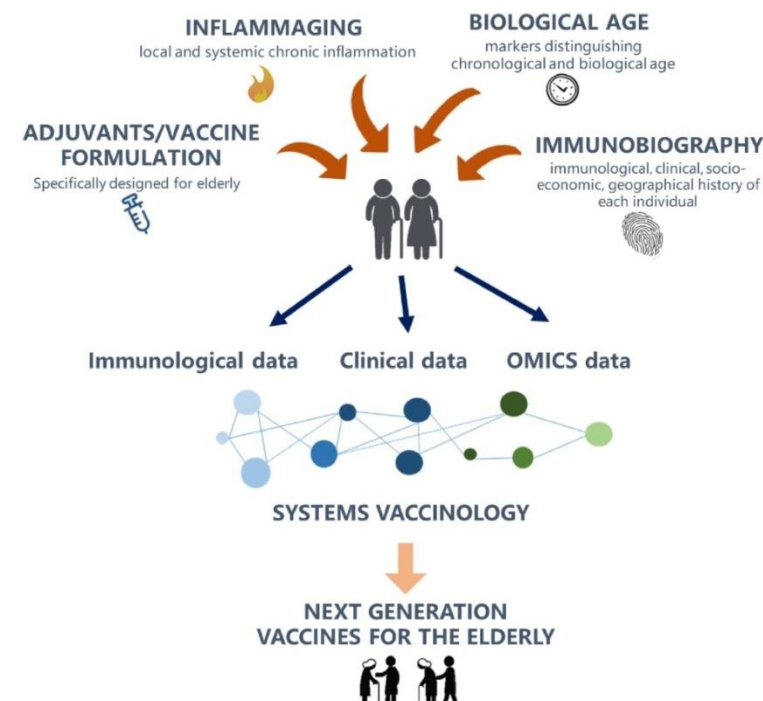 INFLAMMAGING
local and systemic chronic inflammation
BIOLOGICAL AGE
markers distinguishing
chronological and biological age
ADJUVANTS/VACCINE
FORMULATION
Specifically designed for elderly
IMMUNOBIOGRAPHY
immunological, clinical, socio-
economic, geographical history of
each individual
Immunological data
Clinical data
OMICS data
SYSTEMS VACCINOLOGY
NEXT GENERATION
VACCINES FOR THE ELDERLY